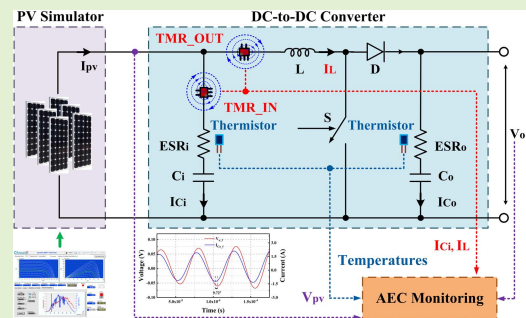 PV Simulator
DC-to-DC Converter
TMR_OUT
Ipv
L
IL
D
TMR_IN
Thermistor
S
Thermistor
Vo
ESRi
ESRo
Ci
Co
ICi
ICo
ICi, IL
Temperatures
Vpv
AEC Monitoring
Voltage (V)
Current (A)
Time (s)